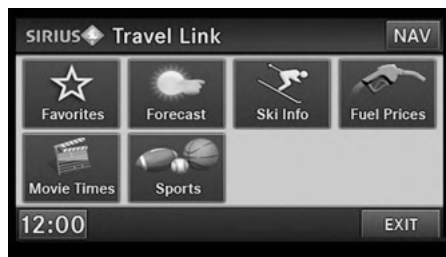 SIRIUS Travel Link NAV
Favorites Forecast Ski Info Fuel Prices
Movie Times Sports
12:00 EXIT